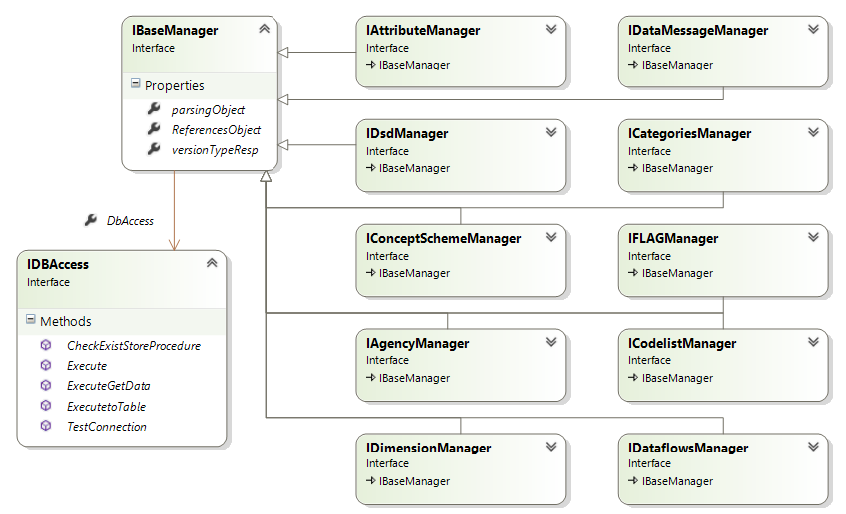 IBaseManager
Interface
Properties
parsingObject
ReferencesObject
versionTypeResp
DbAccess
IDBAccess
Interface
Methods
CheckExistStoreProcedure
Execute
ExecuteGetData
ExecutetoTable
TestConnection
IAttributeManager
Interface
IBaseManager
IDataMessageManager
Interface
IBaseManager
IDsdManager
Interface
IBaseManager
ICategoriesManager
Interface
IBaseManager
IConceptSchemeManager
Interface
IBaseManager
IFLAGManager
Interface
IBaseManager
IAgencyManager
Interface
IBaseManager
ICodelistManager
Interface
IBaseManager
IDimensionManager
Interface
IBaseManager
IDataflowsManager
Interface
IBaseManager